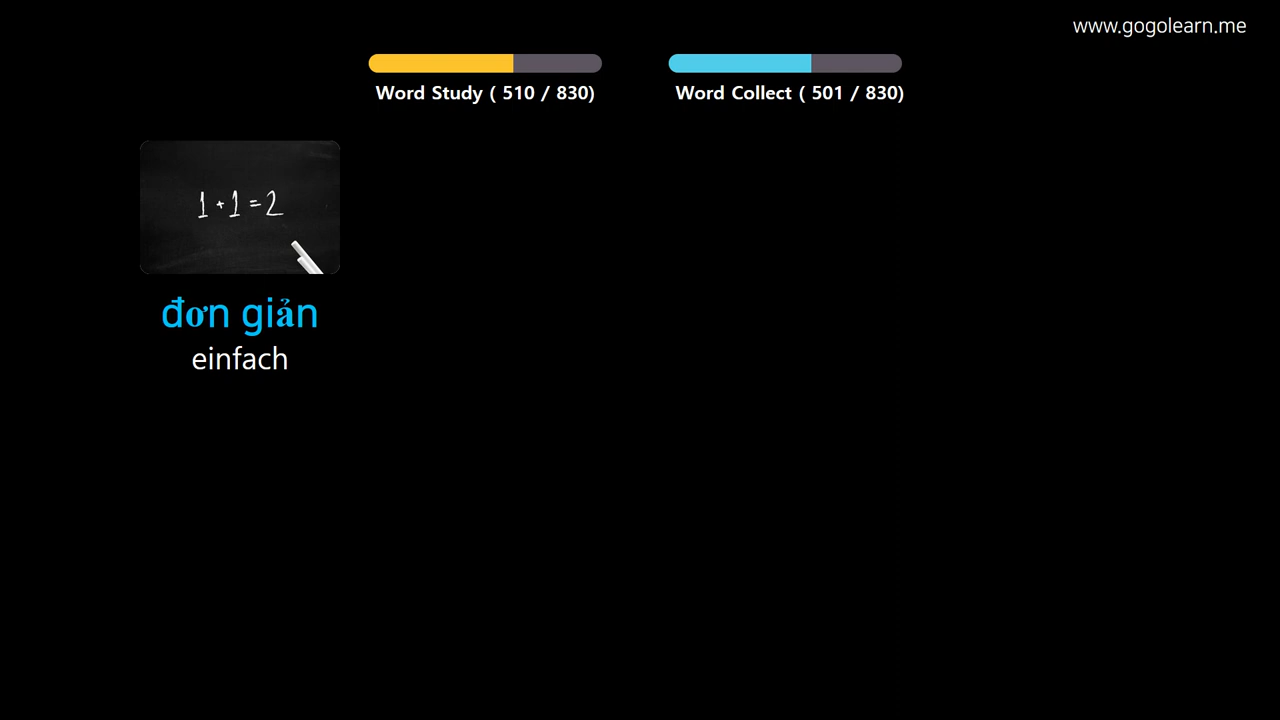 www.gogolearn.me
Word Study ( 510 / 830)
Word Collect ( 501 / 830)
1 + 1 = 2
đơn giản
einfach